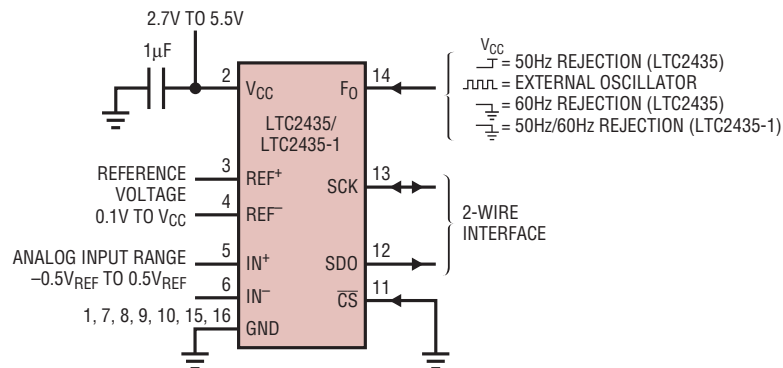 2.7V TO 5.5V
1µF
2
VCC
FO
14
VCC
= 50Hz REJECTION (LTC2435)
= EXTERNAL OSCILLATOR
= 60Hz REJECTION (LTC2435)
= 50Hz/60Hz REJECTION (LTC2435-1)
LTC2435/
LTC2435-1
REFERENCE
VOLTAGE
0.1V TO VCC
3
REF+
4
REF–
SCK
13
2-WIRE
INTERFACE
ANALOG INPUT RANGE
–0.5VREF TO 0.5VREF
5
IN+
6
IN–
SDO
12
CS
11
1, 7, 8, 9, 10, 15, 16
GND